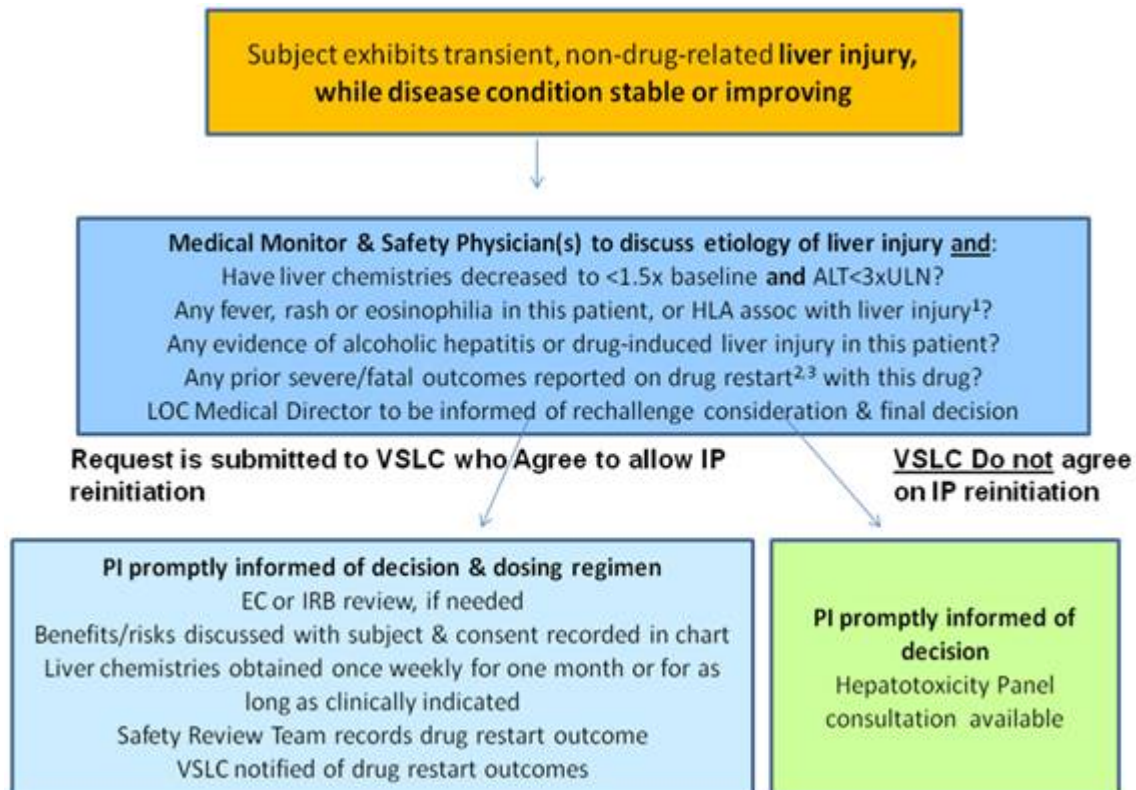 Subject exhibits transient, non-drug-related liver injury,
while disease condition stable or improving
Medical Monitor & Safety Physician(s) to discuss etiology of liver injury and:
Have liver chemistries decreased to <1.5x baseline and ALT<3xULN?
Any fever, rash or eosinophilia in this patient, or HLA assoc with liver injury¹?
Any evidence of alcoholic hepatitis or drug-induced liver injury in this patient?
Any prior severe/fatal outcomes reported on drug restart²,³ with this drug?
LOC Medical Director to be informed of rechallenge consideration & final decision
Request is submitted to VSLC who Agree to allow IP
reinitiation
VSLC Do not agree
on IP reinitiation
PI promptly informed of decision & dosing regimen
EC or IRB review, if needed
Benefits/risks discussed with subject & consent recorded in chart
Liver chemistries obtained once weekly for one month or for as
long as clinically indicated
Safety Review Team records drug restart outcome
VSLC notified of drug restart outcomes
PI promptly informed of
decision
Hepatotoxicity Panel
consultation available